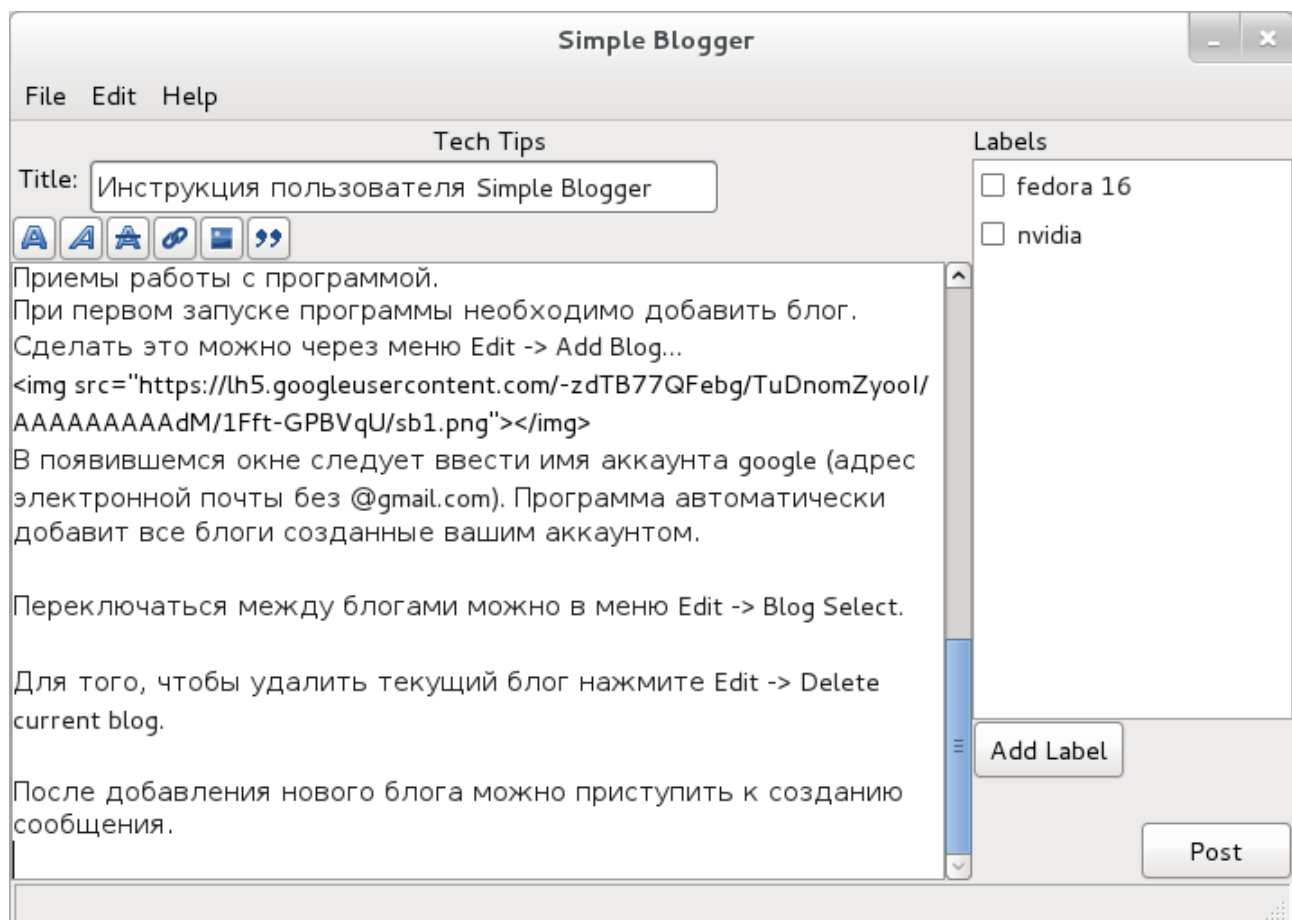 Simple Blogger
File Edit Help
Tech Tips
Labels
Title: Инструкция пользователя Simple Blogger
fedora 16
nvidia
Приемы работы с программой.
При первом запуске программы необходимо добавить блог.
Сделать это можно через меню Edit -> Add Blog...
<img src="https://lh5.googleusercontent.com/-zdTB77QFebg/TuDnomZyooI/
AAAAAAAAAdM/1Fft-GPBVqU/sb1.png"></img>
В появившемся окне следует ввести имя аккаунта google (адрес
электронной почты без @gmail.com). Программа автоматически
добавит все блоги созданные вашим аккаунтом.
Переключаться между блогами можно в меню Edit -> Blog Select.
Для того, чтобы удалить текущий блог нажмите Edit -> Delete
current blog.
После добавления нового блога можно приступить к созданию
сообщения.
Add Label
Post